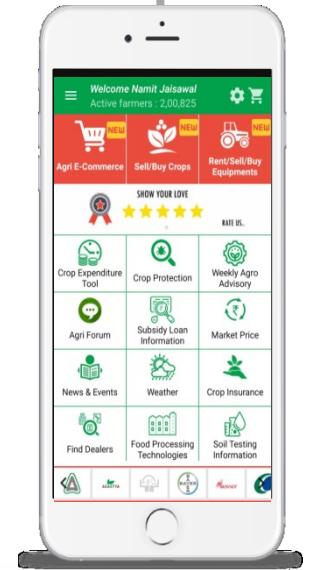 Welcome Namit Jaisawal
Active farmers : 2,00,825
NEW
NEW
NEW
Agri E-Commerce
Sell/Buy Crops
Rent/Sell/Buy
Equipments
SHOW YOUR LOVE
RATE US..
Crop Expenditure
Tool
Crop Protection
Weekly Agro
Advisory
Agri Forum
Subsidy Loan
Information
Market Price
News & Events
Weather
Crop Insurance
Find Dealers
Food Processing
Technologies
Soil Testing
Information
AGASTYA
BAYER